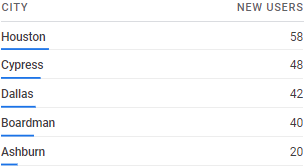 CITY NEW USERS
Houston 58
Cypress 48
Dallas 42
Boardman 40
Ashburn 20